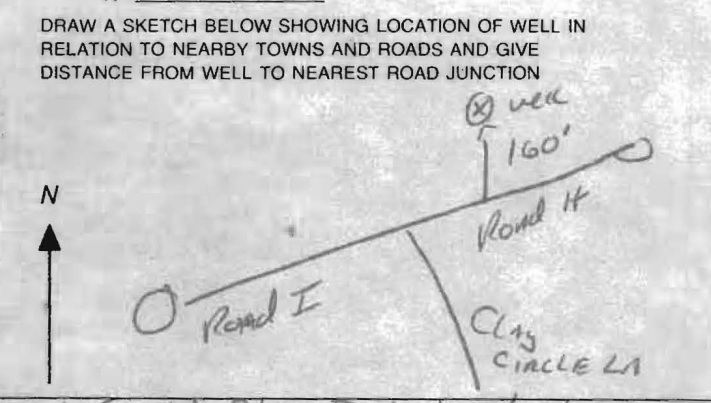 DRAW A SKETCH BELOW SHOWING LOCATION OF WELL IN
RELATION TO NEARBY TOWNS AND ROADS AND GIVE
DISTANCE FROM WELL TO NEAREST ROAD JUNCTION
well
160'
N
Road H
Road I
Clay
CIRCLE LN